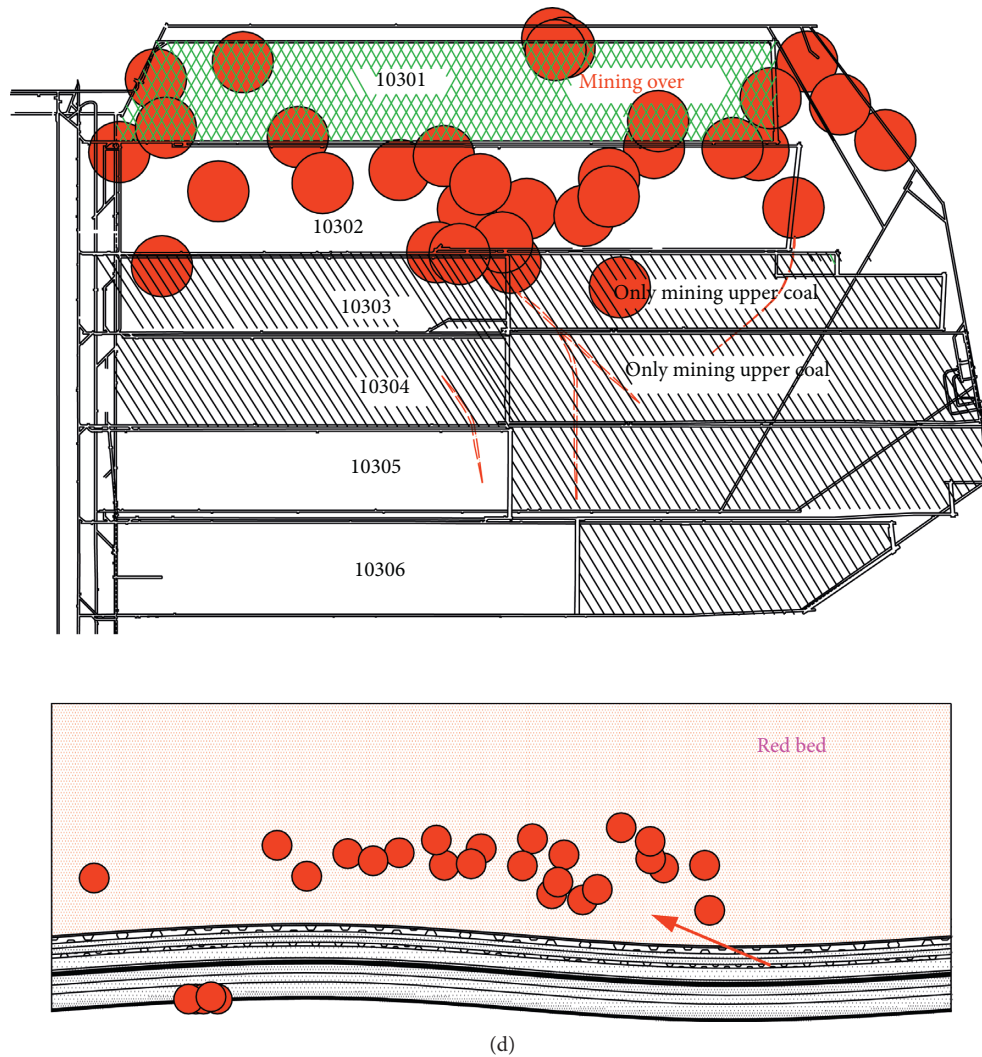 10301
Mining over
10302
Only mining upper coal
10303
Only mining upper coal
10304
10305
10306
Red bed
(d)